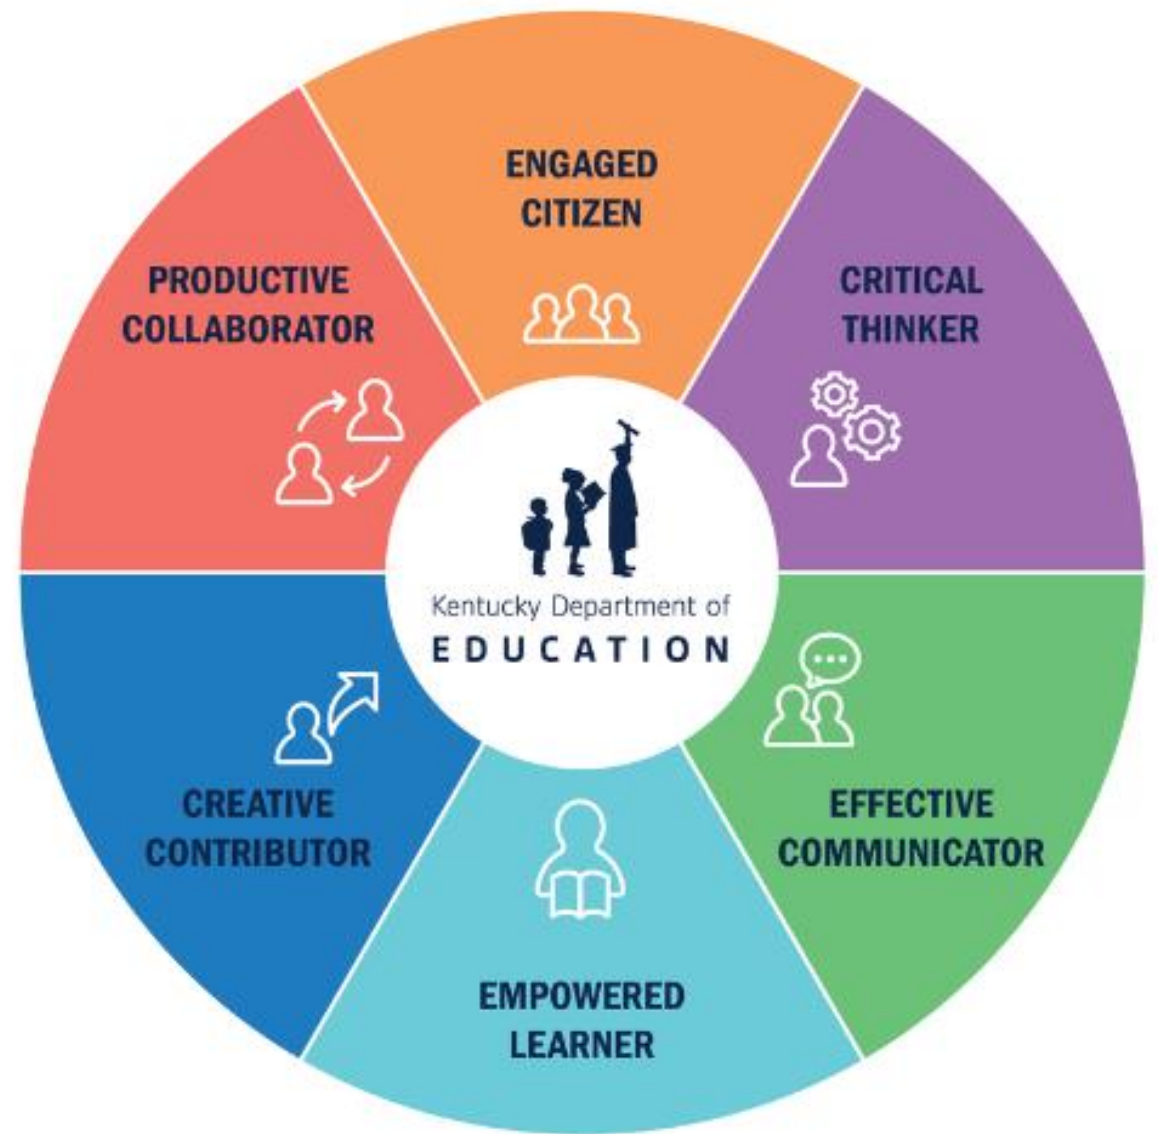 ENGAGED
CITIZEN
CRITICAL
THINKER
EFFECTIVE
COMMUNICATOR
EMPOWERED
LEARNER
CREATIVE
CONTRIBUTOR
PRODUCTIVE
COLLABORATOR
Kentucky Department of
EDUCATION